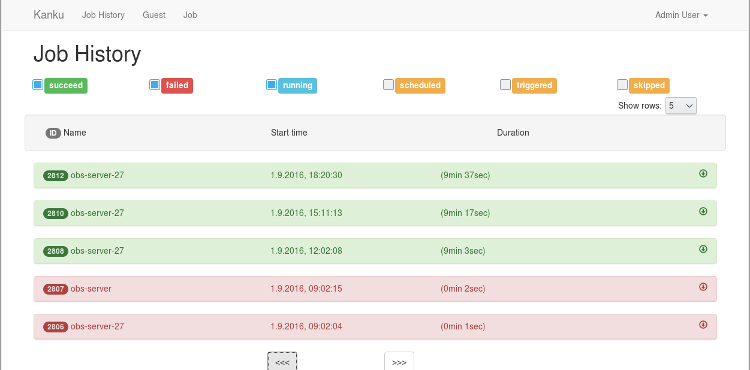 Kanku Job History Guest Job Admin User
Job History
succeed failed running scheduled triggered skipped
Show rows: 5
ID Name Start time Duration
2812 obs-server-27 1.9.2016, 18:20:30 (9min 37sec)
2810 obs-server-27 1.9.2016, 15:11:13 (9min 17sec)
2808 obs-server-27 1.9.2016, 12:02:08 (9min 3sec)
2807 obs-server 1.9.2016, 09:02:15 (0min 2sec)
2806 obs-server-27 1.9.2016, 09:02:04 (0min 1sec)
<<< >>>